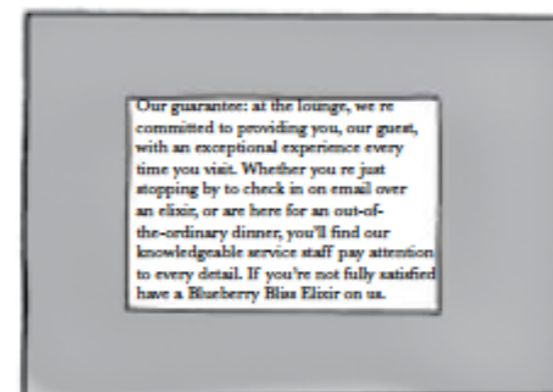 Our guarantee: at the lounge, we re
committed to providing you, our guest,
with an exceptional experience every
time you visit. Whether you re just
stopping by to check in on email over
an elixir, or are here for an out-of-
the-ordinary dinner, you'll find our
knowledgeable service staff pay attention
to every detail. If you're not fully satisfied
have a Blueberry Bliss Elixir on us.